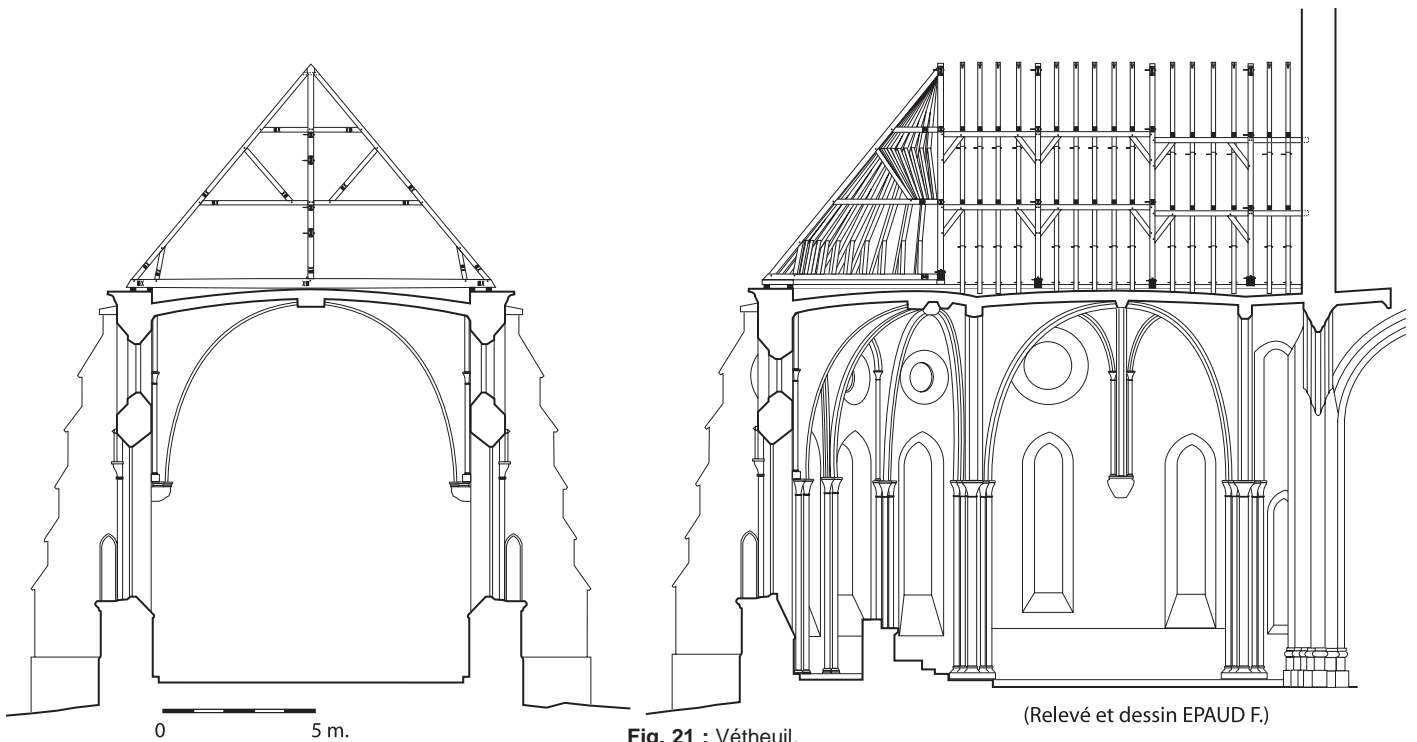 (Relevé et dessin EPAUD F.)
0 5 m.
Fig. 21 : Vétheuil.